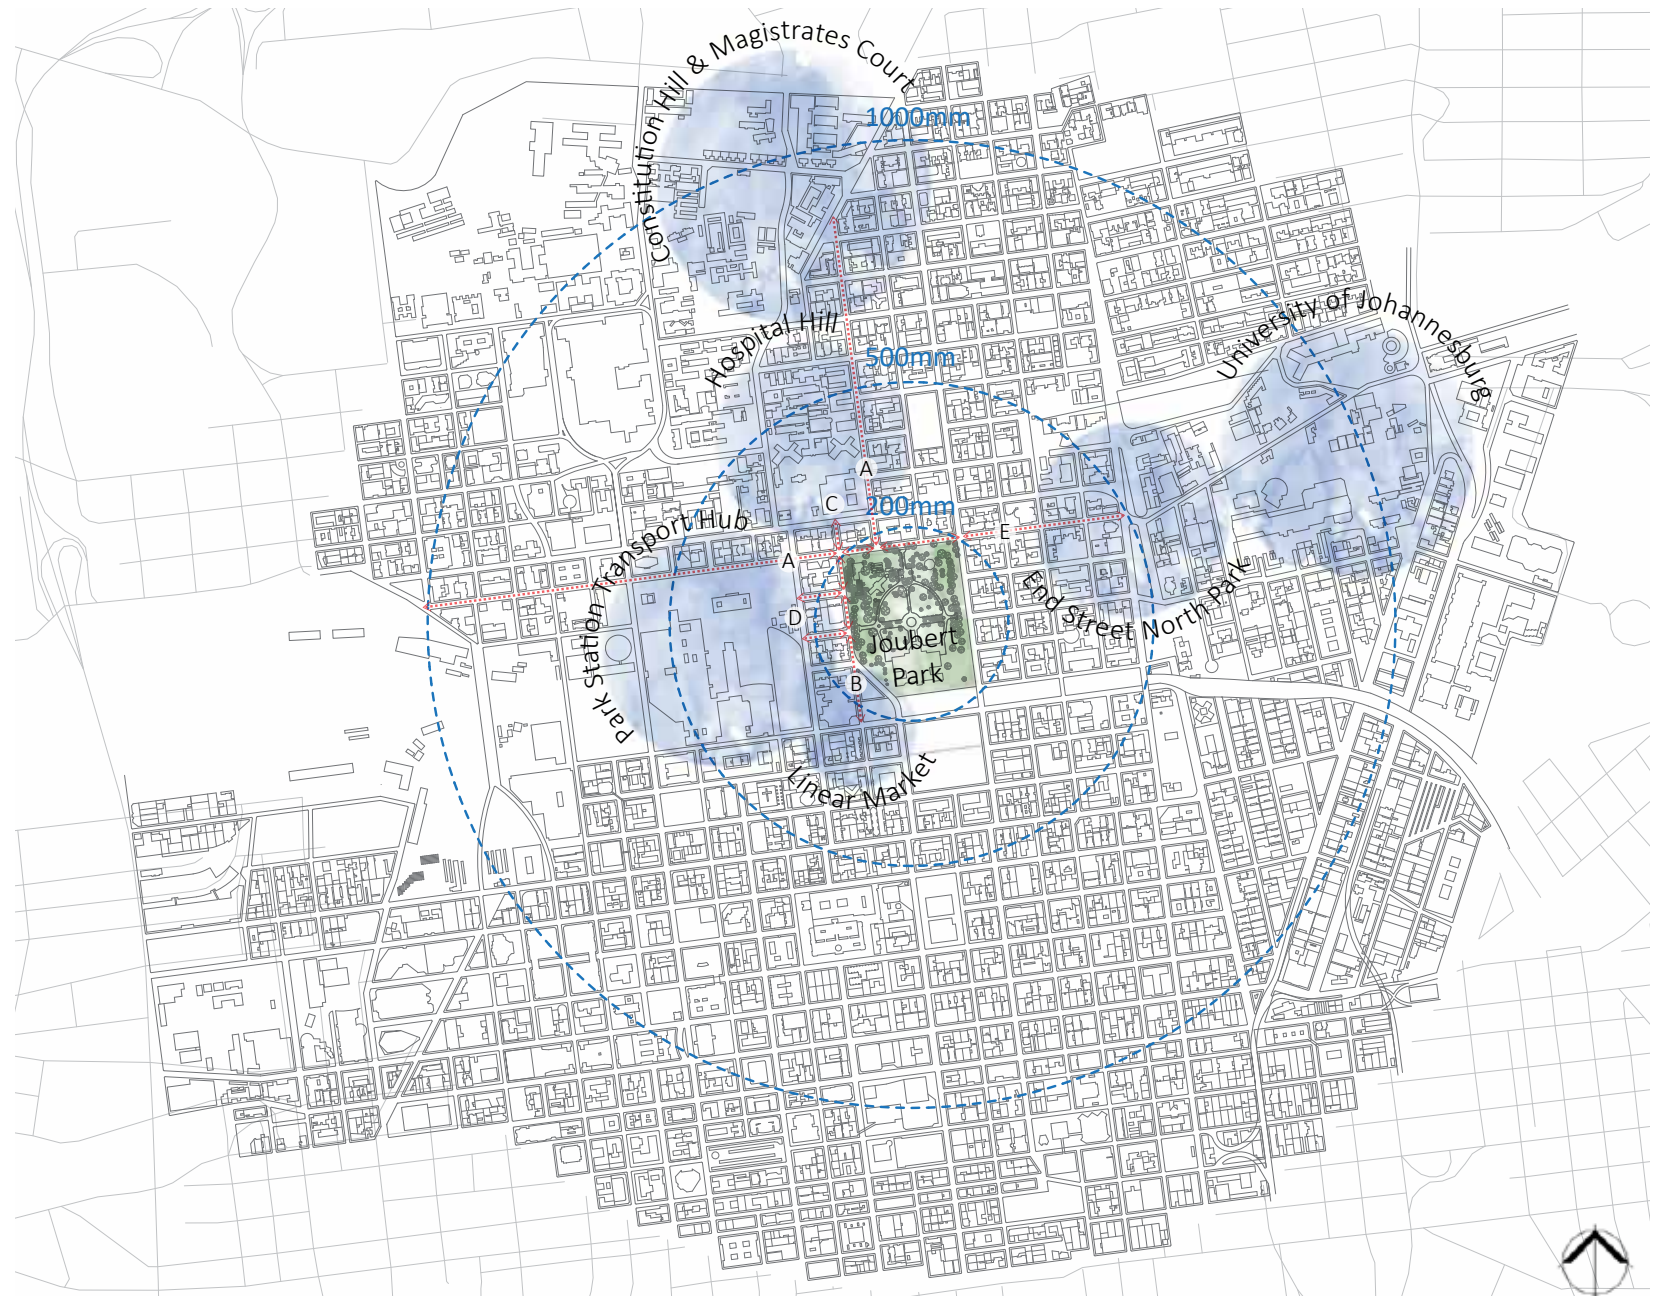 Constitution Hill & Magistrates Court
1000mm
Hospital Hill
University of Johannesburg
500mm
A
C
200mm
Park Station Transport Hub
E
A
End Street North Park
D
Joubert
Park
B
Linear Market